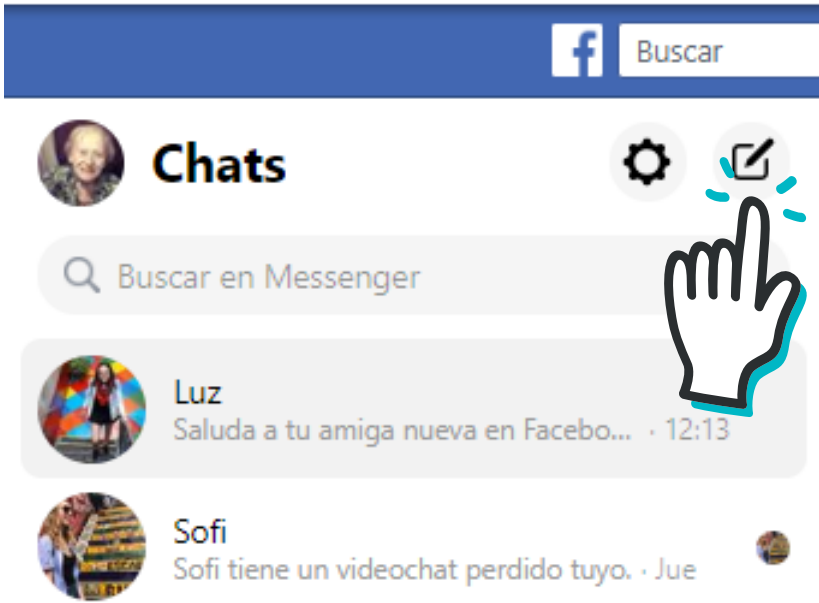 f Buscar
Chats
Buscar en Messenger
Luz
Saluda a tu amiga nueva en Facebo... · 12:13
Sofi
Sofi tiene un videochat perdido tuyo. · Jue